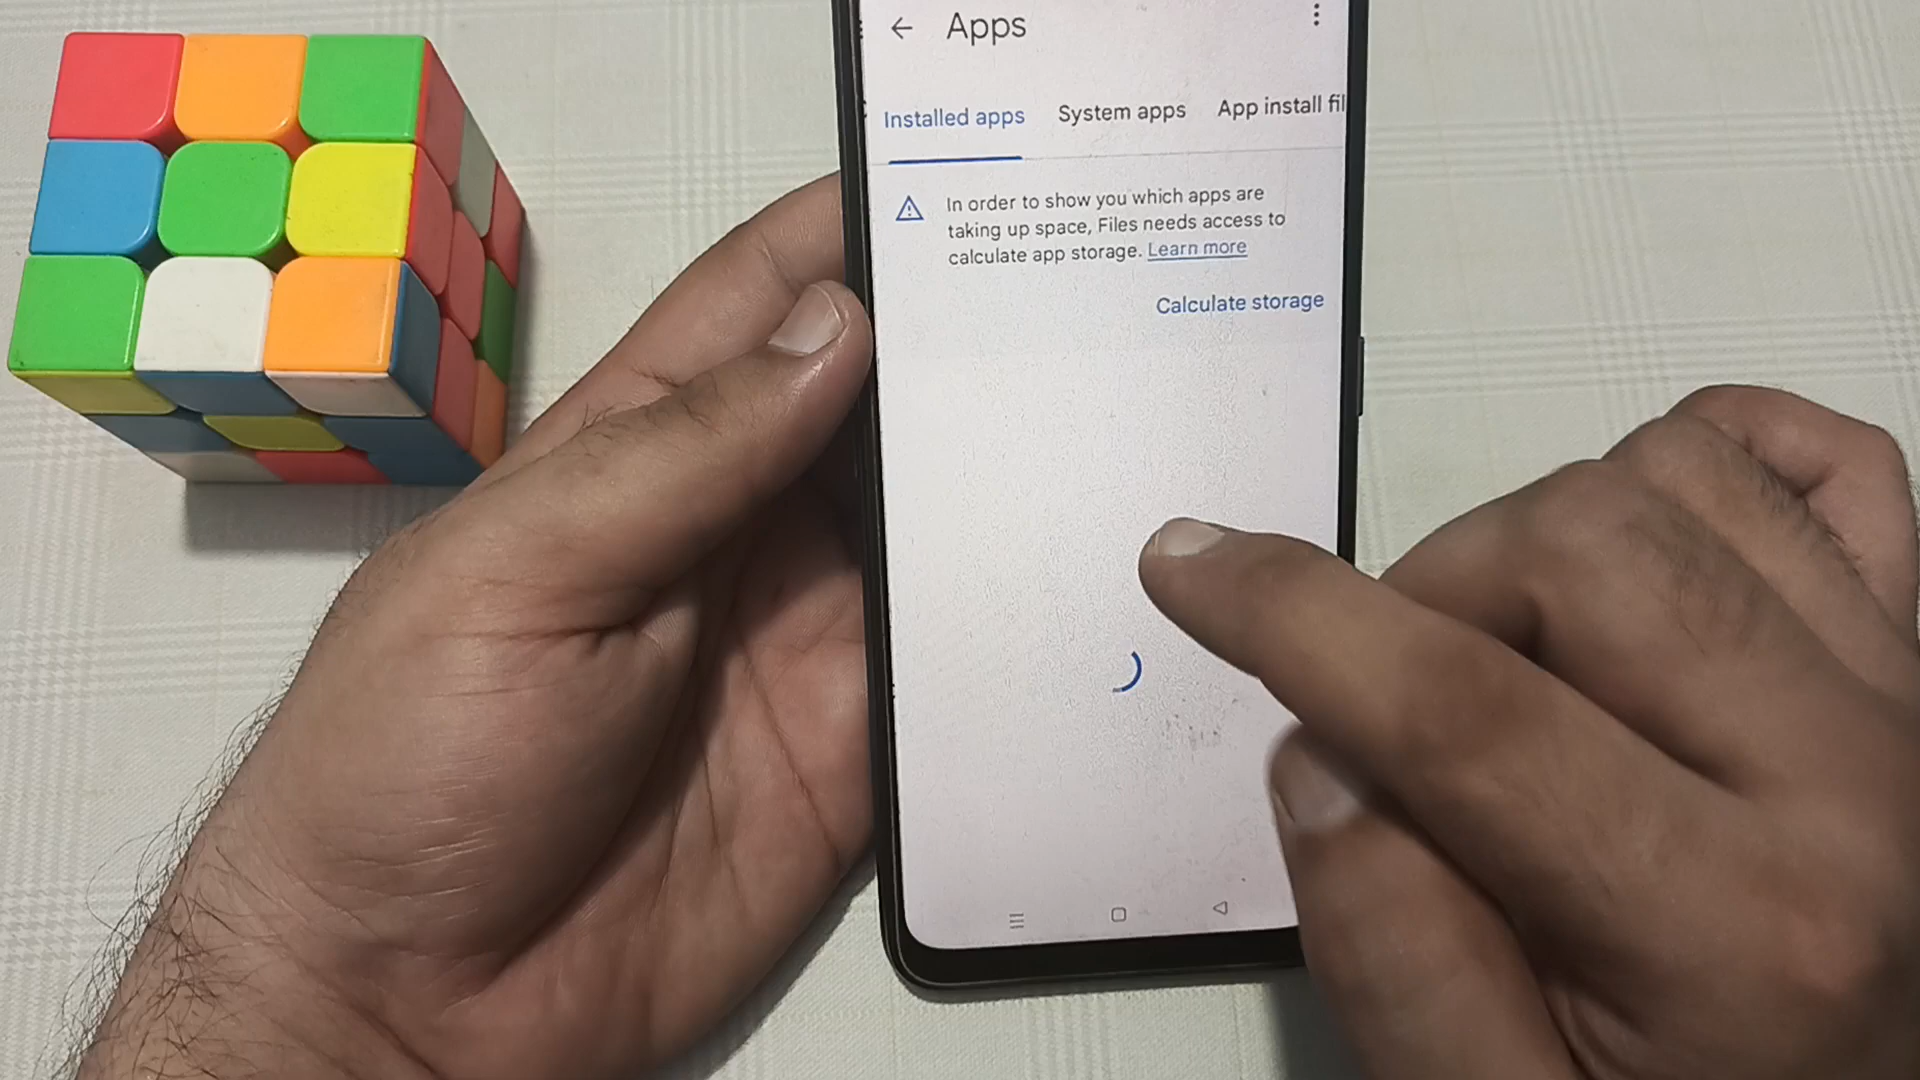 Apps
Installed apps
System apps
App install fil
In order to show you which apps are
taking up space, Files needs access to
calculate app storage. Learn more
Calculate storage